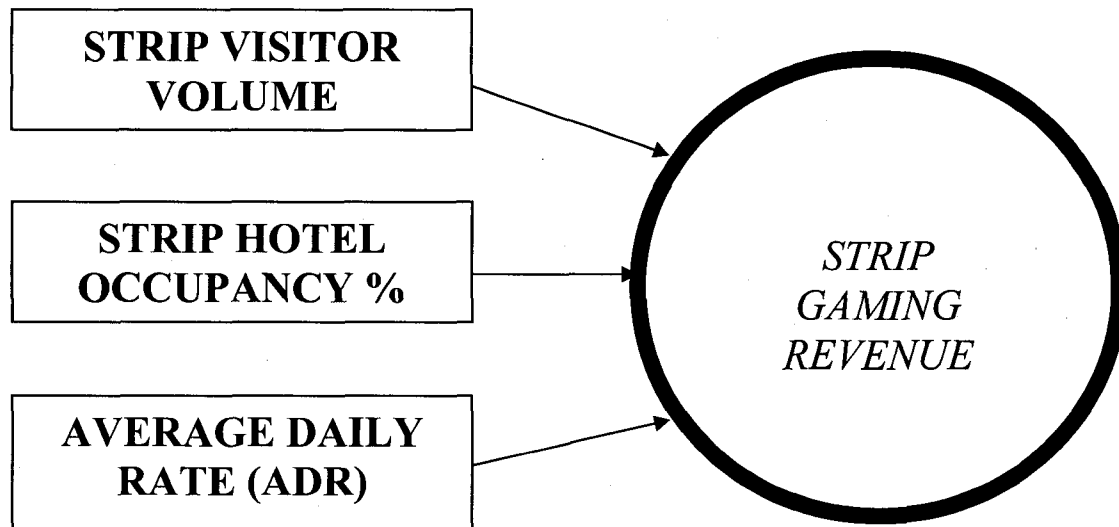 STRIP VISITOR
VOLUME
STRIP HOTEL
OCCUPANCY %
AVERAGE DAILY
RATE (ADR)
STRIP
GAMING
REVENUE